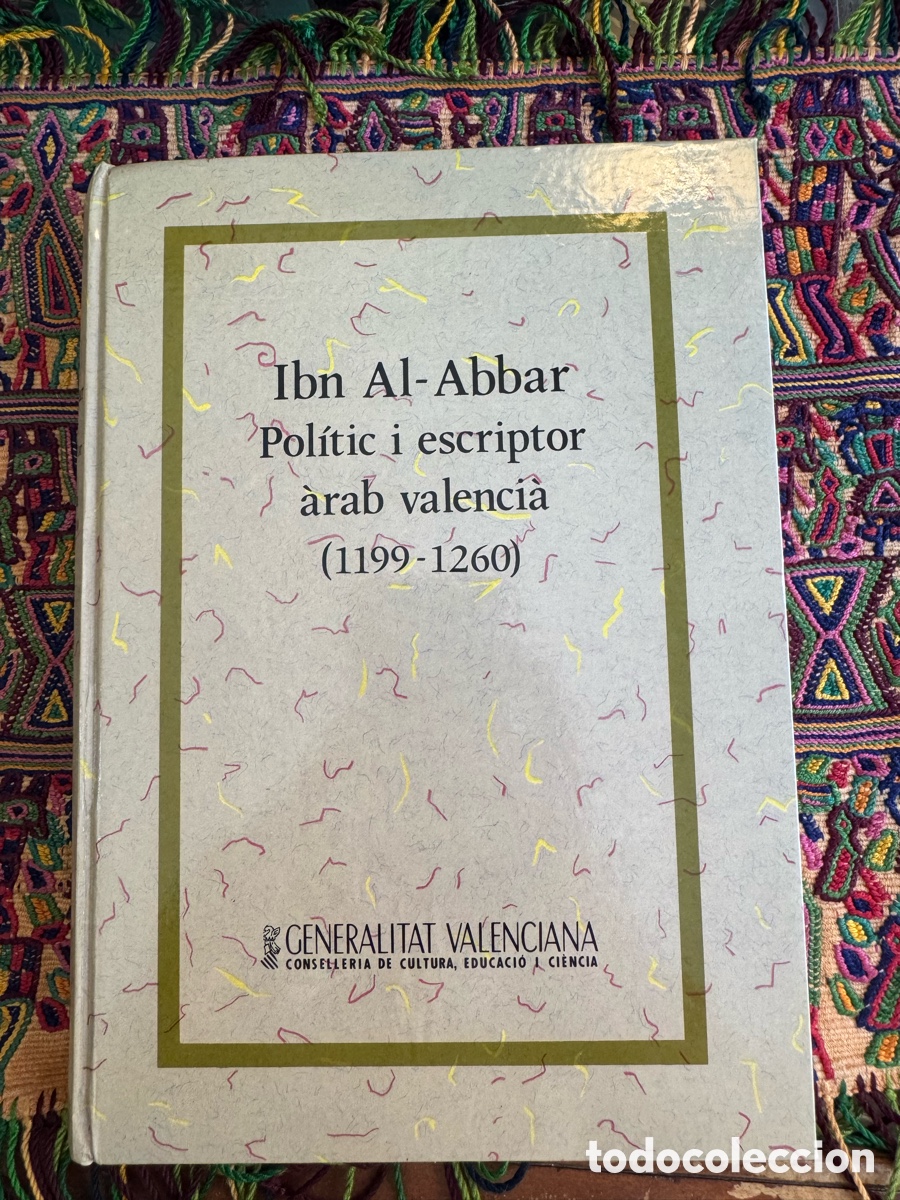 Ibn Al-Abbar
Polític i escriptor
àrab valencià
(1199-1260)
GENERALITAT VALENCIANA
CONSELLERIA DE CULTURA, EDUCACIÓ I CIÈNCIA
todocoleccion